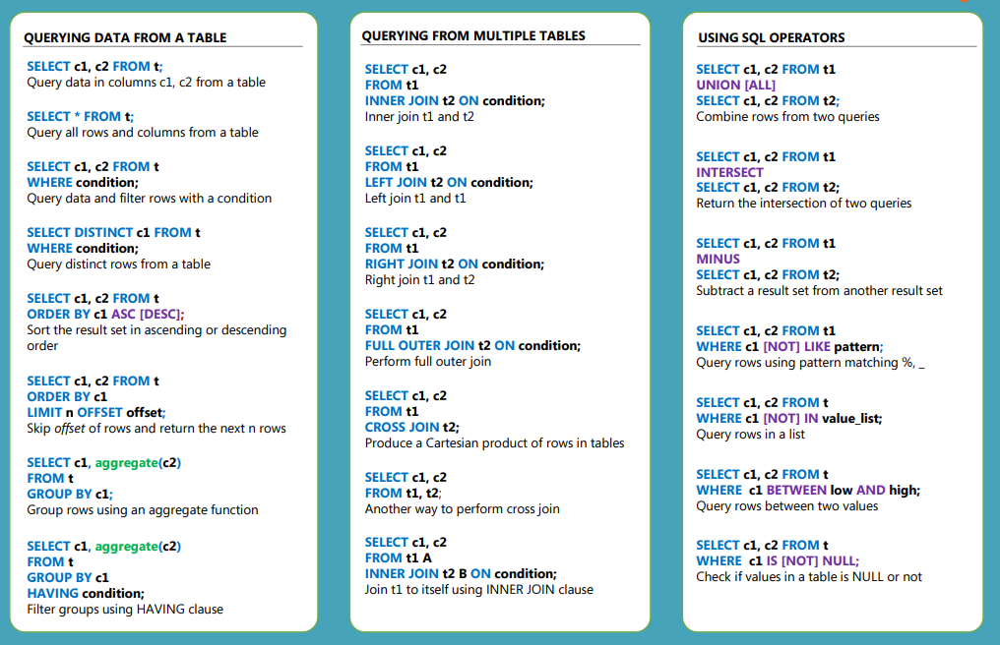 QUERYING DATA FROM A TABLE
SELECT c1, c2 FROM t;
Query data in columns c1, c2 from a table
SELECT * FROM t;
Query all rows and columns from a table
SELECT c1, c2 FROM t
WHERE condition;
Query data and filter rows with a condition
SELECT DISTINCT c1 FROM t
WHERE condition;
Query distinct rows from a table
SELECT c1, c2 FROM t
ORDER BY c1 ASC [DESC];
Sort the result set in ascending or descending
order
SELECT c1, c2 FROM t
ORDER BY c1
LIMIT n OFFSET offset;
Skip offset of rows and return the next n rows
SELECT c1, aggregate(c2)
FROM t
GROUP BY c1;
Group rows using an aggregate function
SELECT c1, aggregate(c2)
FROM t
GROUP BY c1
HAVING condition;
Filter groups using HAVING clause
QUERYING FROM MULTIPLE TABLES
SELECT c1, c2
FROM t1
INNER JOIN t2 ON condition;
Inner join t1 and t2
SELECT c1, c2
FROM t1
LEFT JOIN t2 ON condition;
Left join t1 and t1
SELECT c1, c2
FROM t1
RIGHT JOIN t2 ON condition;
Right join t1 and t2
SELECT c1, c2
FROM t1
FULL OUTER JOIN t2 ON condition;
Perform full outer join
SELECT c1, c2
FROM t1
CROSS JOIN t2;
Produce a Cartesian product of rows in tables
SELECT c1, c2
FROM t1, t2;
Another way to perform cross join
SELECT c1, c2
FROM t1 A
INNER JOIN t2 B ON condition;
Join t1 to itself using INNER JOIN clause
USING SQL OPERATORS
SELECT c1, c2 FROM t1
UNION [ALL]
SELECT c1, c2 FROM t2;
Combine rows from two queries
SELECT c1, c2 FROM t1
INTERSECT
SELECT c1, c2 FROM t2;
Return the intersection of two queries
SELECT c1, c2 FROM t1
MINUS
SELECT c1, c2 FROM t2;
Subtract a result set from another result set
SELECT c1, c2 FROM t1
WHERE c1 [NOT] LIKE pattern;
Query rows using pattern matching %, _
SELECT c1, c2 FROM t
WHERE c1 [NOT] IN value_list;
Query rows in a list
SELECT c1, c2 FROM t
WHERE c1 BETWEEN low AND high;
Query rows between two values
SELECT c1, c2 FROM t
WHERE c1 IS [NOT] NULL;
Check if values in a table is NULL or not